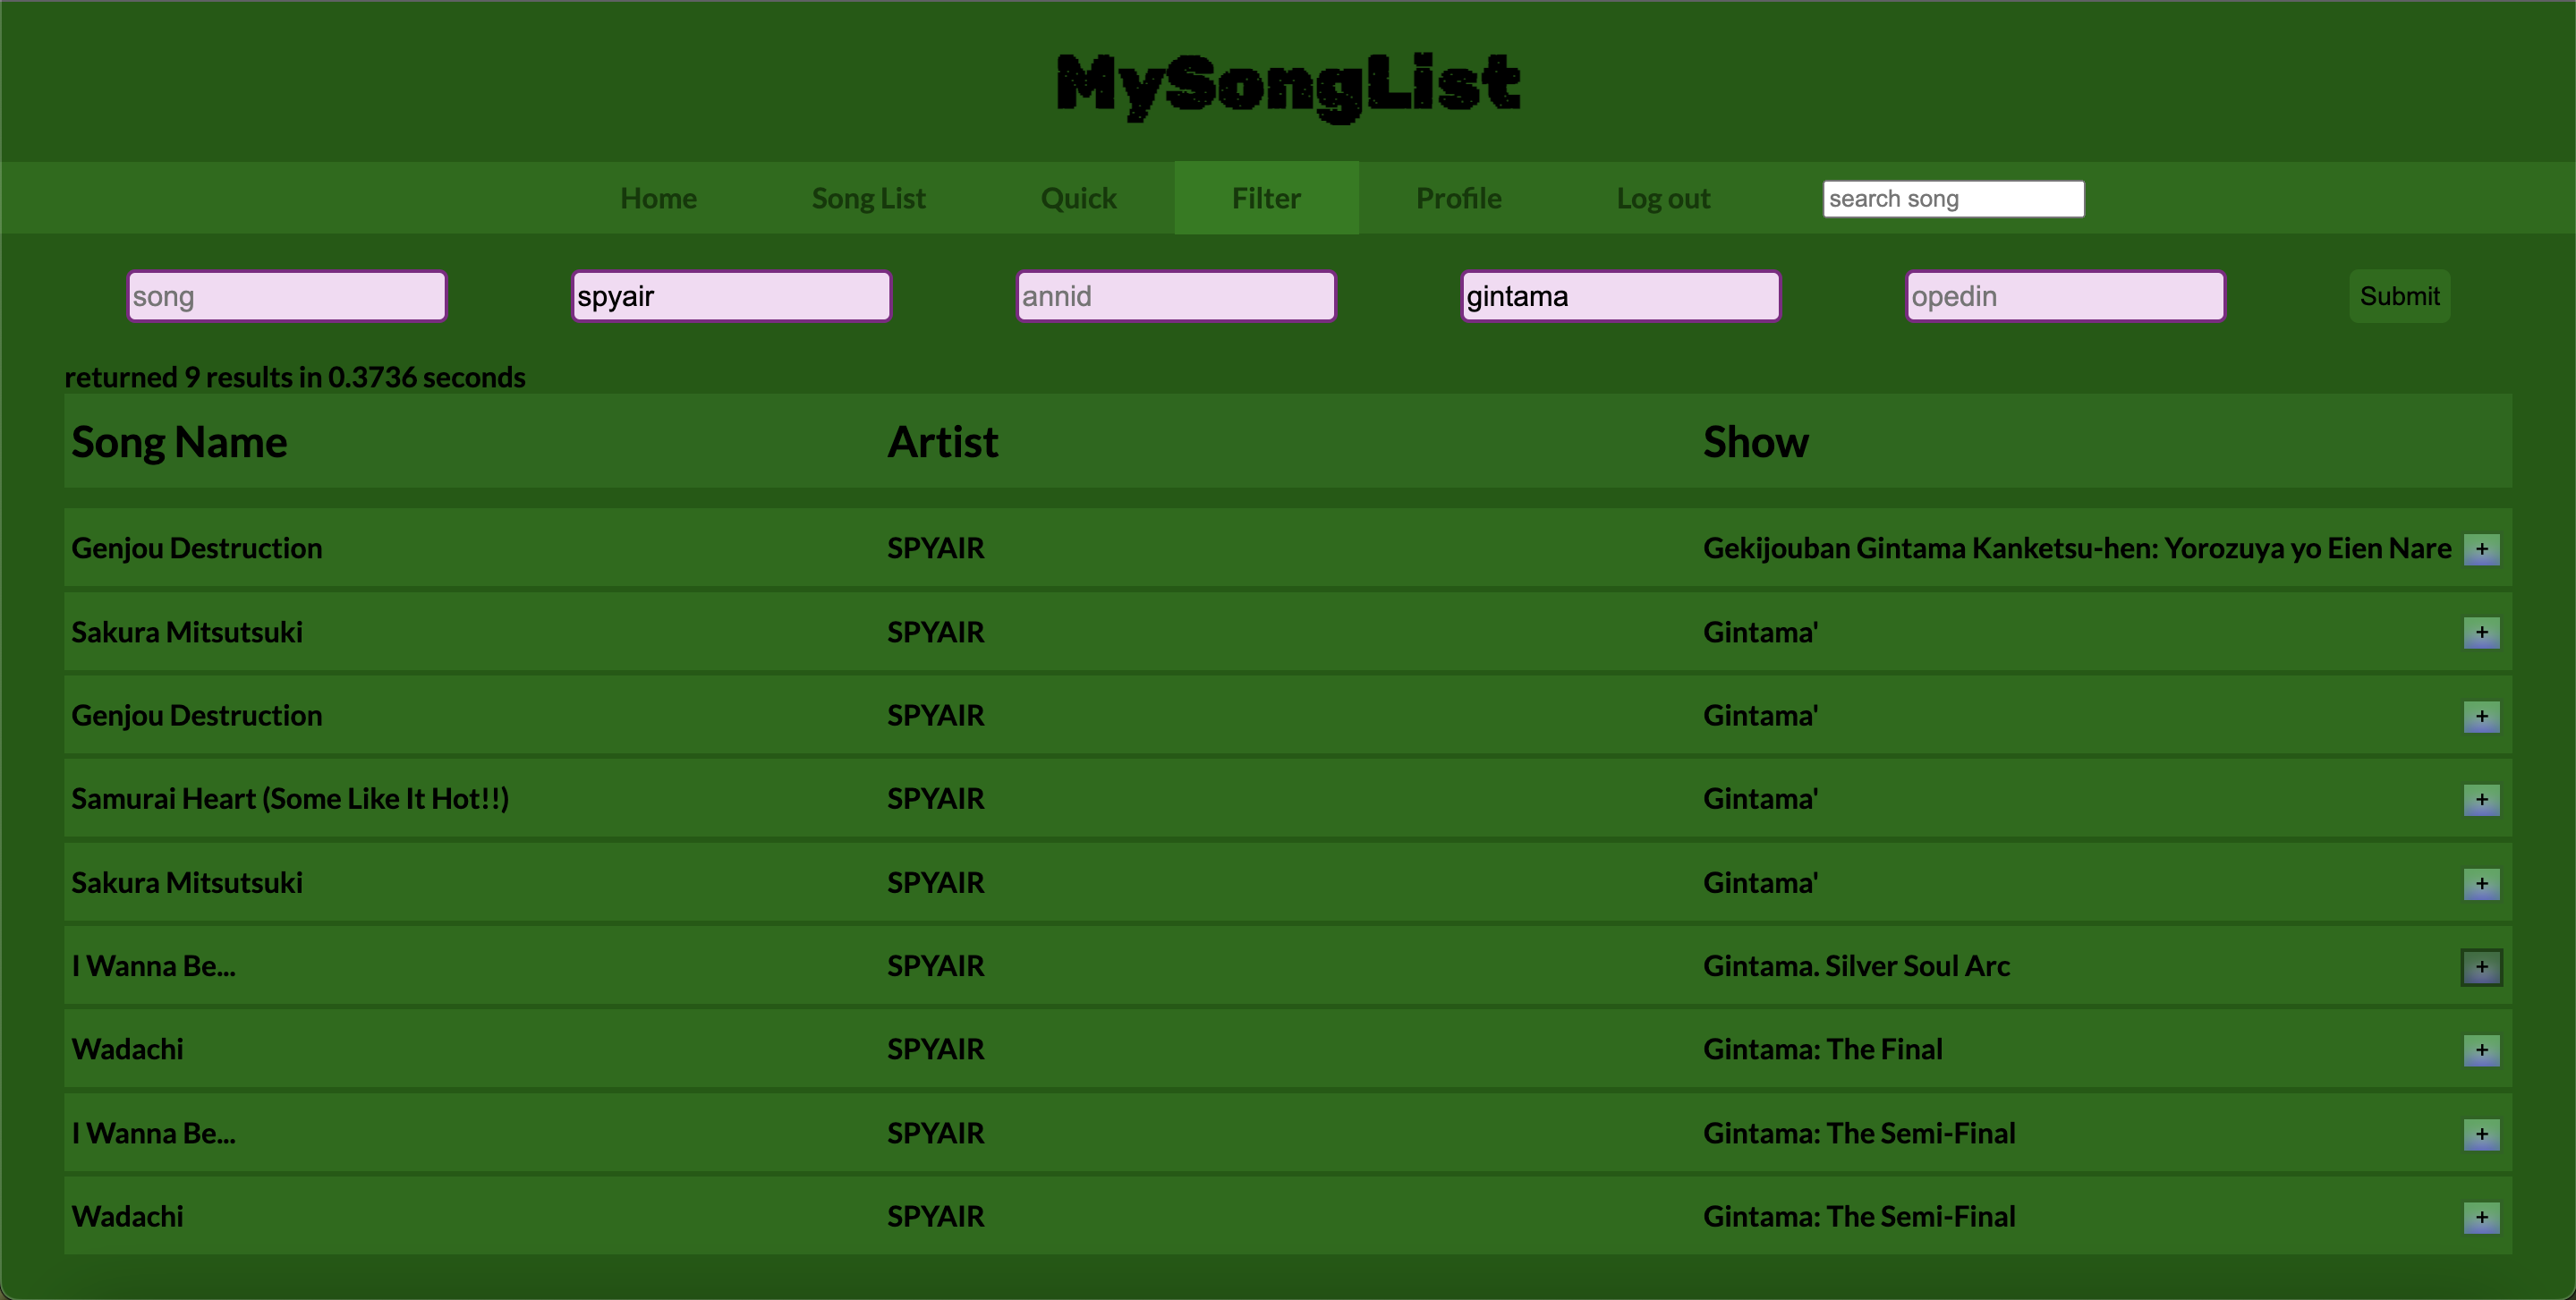 MySongList
Home Song List Quick Filter Profile Log out search song
song spyair annid gintama opedin Submit
returned 9 results in 0.3736 seconds
Song Name Artist Show
Genjou Destruction SPYAIR Gekijouban Gintama Kanketsu-hen: Yorozuya yo Eien Nare +
Sakura Mitsutsuki SPYAIR Gintama' +
Genjou Destruction SPYAIR Gintama' +
Samurai Heart (Some Like It Hot!!) SPYAIR Gintama' +
Sakura Mitsutsuki SPYAIR Gintama' +
I Wanna Be... SPYAIR Gintama. Silver Soul Arc +
Wadachi SPYAIR Gintama: The Final +
I Wanna Be... SPYAIR Gintama: The Semi-Final +
Wadachi SPYAIR Gintama: The Semi-Final +